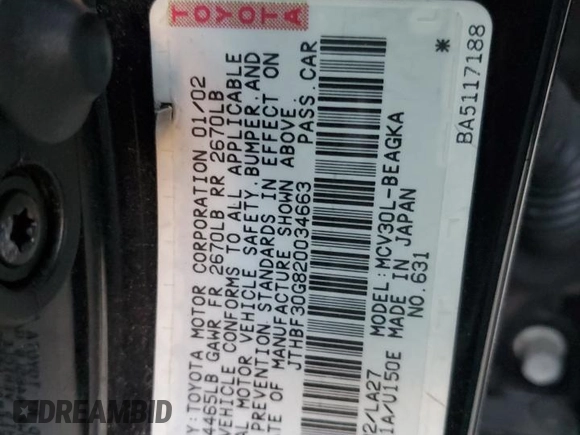 TOYOTA
Y:TOYOTA MOTOR CORPORATION 01/02
4465LB GAWR FR 2670LB RR 2670LB
VEHICLE CONFORMS TO ALL APPLICABLE
AL MOTOR VEHICLE SAFETY, BUMPER, AND
PREVENTION STANDARDS IN EFFECT ON
OF MANUFACTURE SHOWN ABOVE.
JTHBF30G820034663 PASS.CAR
2/LA27 MODEL:MCV30L-BEAGKA
1A/U150E MADE IN JAPAN
NO.631
*
BA5117188
DREAMBID